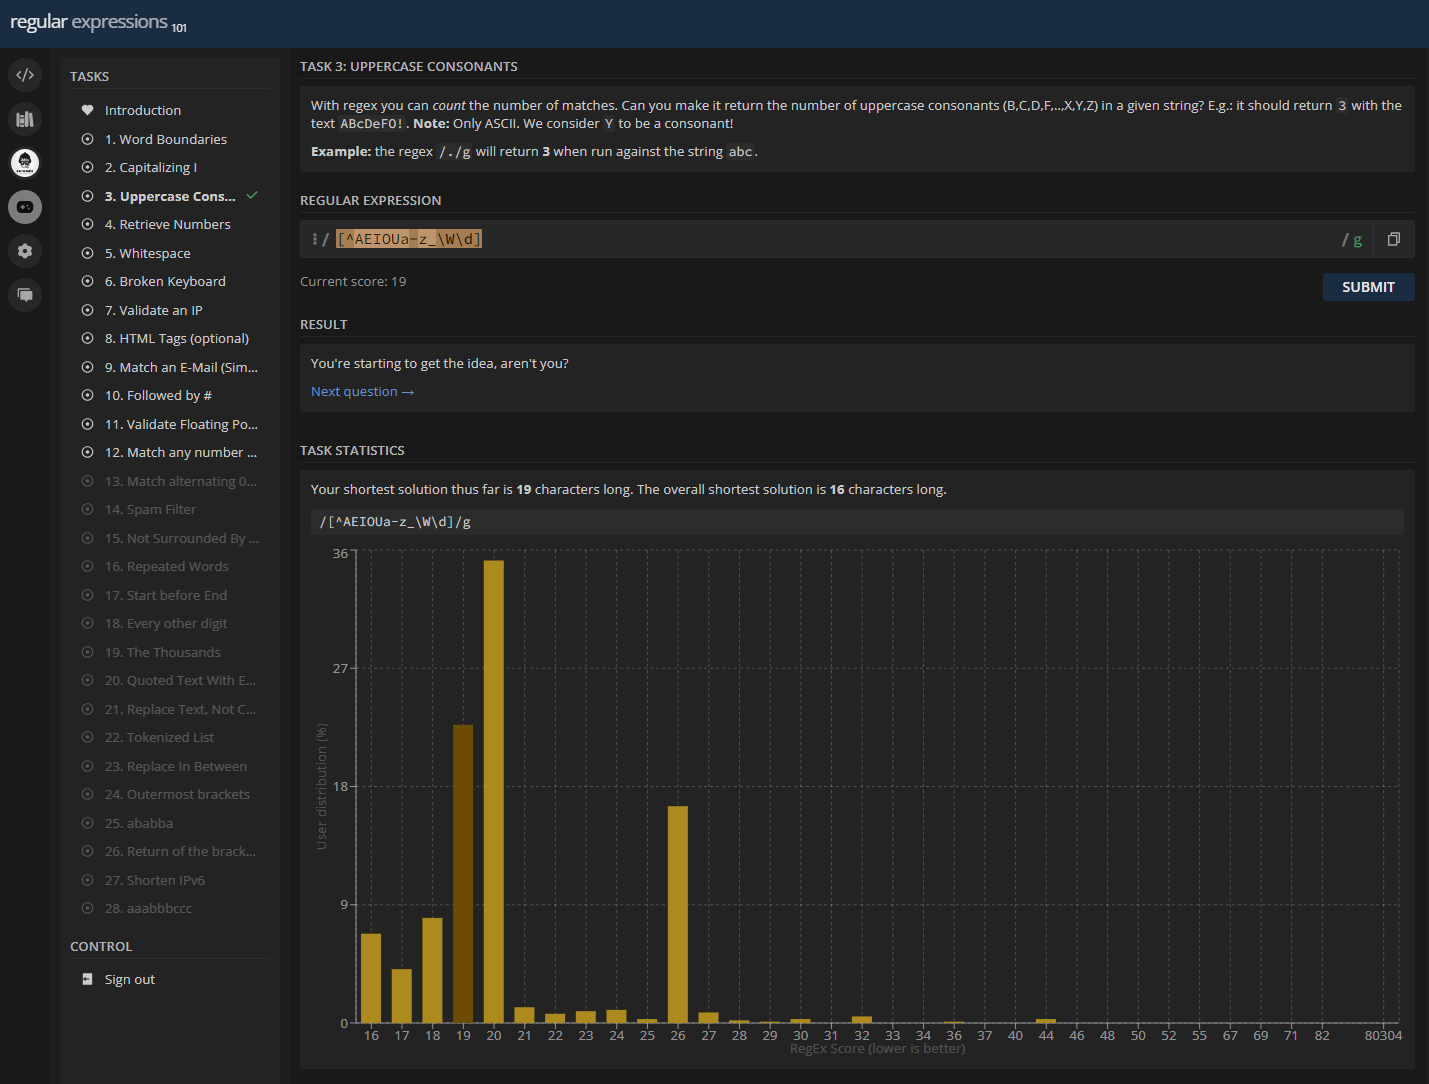 regular expressions 101
TASKS
Introduction
1. Word Boundaries
2. Capitalizing I
3. Uppercase Cons...
4. Retrieve Numbers
5. Whitespace
6. Broken Keyboard
7. Validate an IP
8. HTML Tags (optional)
9. Match an E-Mail (Sim...
10. Followed by #
11. Validate Floating Po...
12. Match any number ...
13. Match alternating 0...
14. Spam Filter
15. Not Surrounded By ...
16. Repeated Words
17. Start before End
18. Every other digit
19. The Thousands
20. Quoted Text With E...
21. Replace Text, Not C...
22. Tokenized List
23. Replace In Between
24. Outermost brackets
25. ababba
26. Return of the brack...
27. Shorten IPv6
28. aaabbbccc
CONTROL
Sign out
TASK 3: UPPERCASE CONSONANTS
With regex you can count the number of matches. Can you make it return the number of uppercase consonants (B,C,D,F,..,X,Y,Z) in a given string? E.g.: it should return 3 with the
text ABcDeFO!. Note: Only ASCII. We consider Y to be a consonant!
Example: the regex /./g will return 3 when run against the string abc.
REGULAR EXPRESSION
/ [^AEIOUa-z_\W\d] / g
Current score: 19
SUBMIT
RESULT
You're starting to get the idea, aren't you?
Next question →
TASK STATISTICS
Your shortest solution thus far is 19 characters long. The overall shortest solution is 16 characters long.
/[^AEIOUa-z_\W\d]/g
36
27
18
9
0
User distribution (%)
16 17 18 19 20 21 22 23 24 25 26 27 28 29 30 31 32 33 34 36 37 40 44 46 48 50 52 55 67 69 71 82 80304
RegEx Score (lower is better)